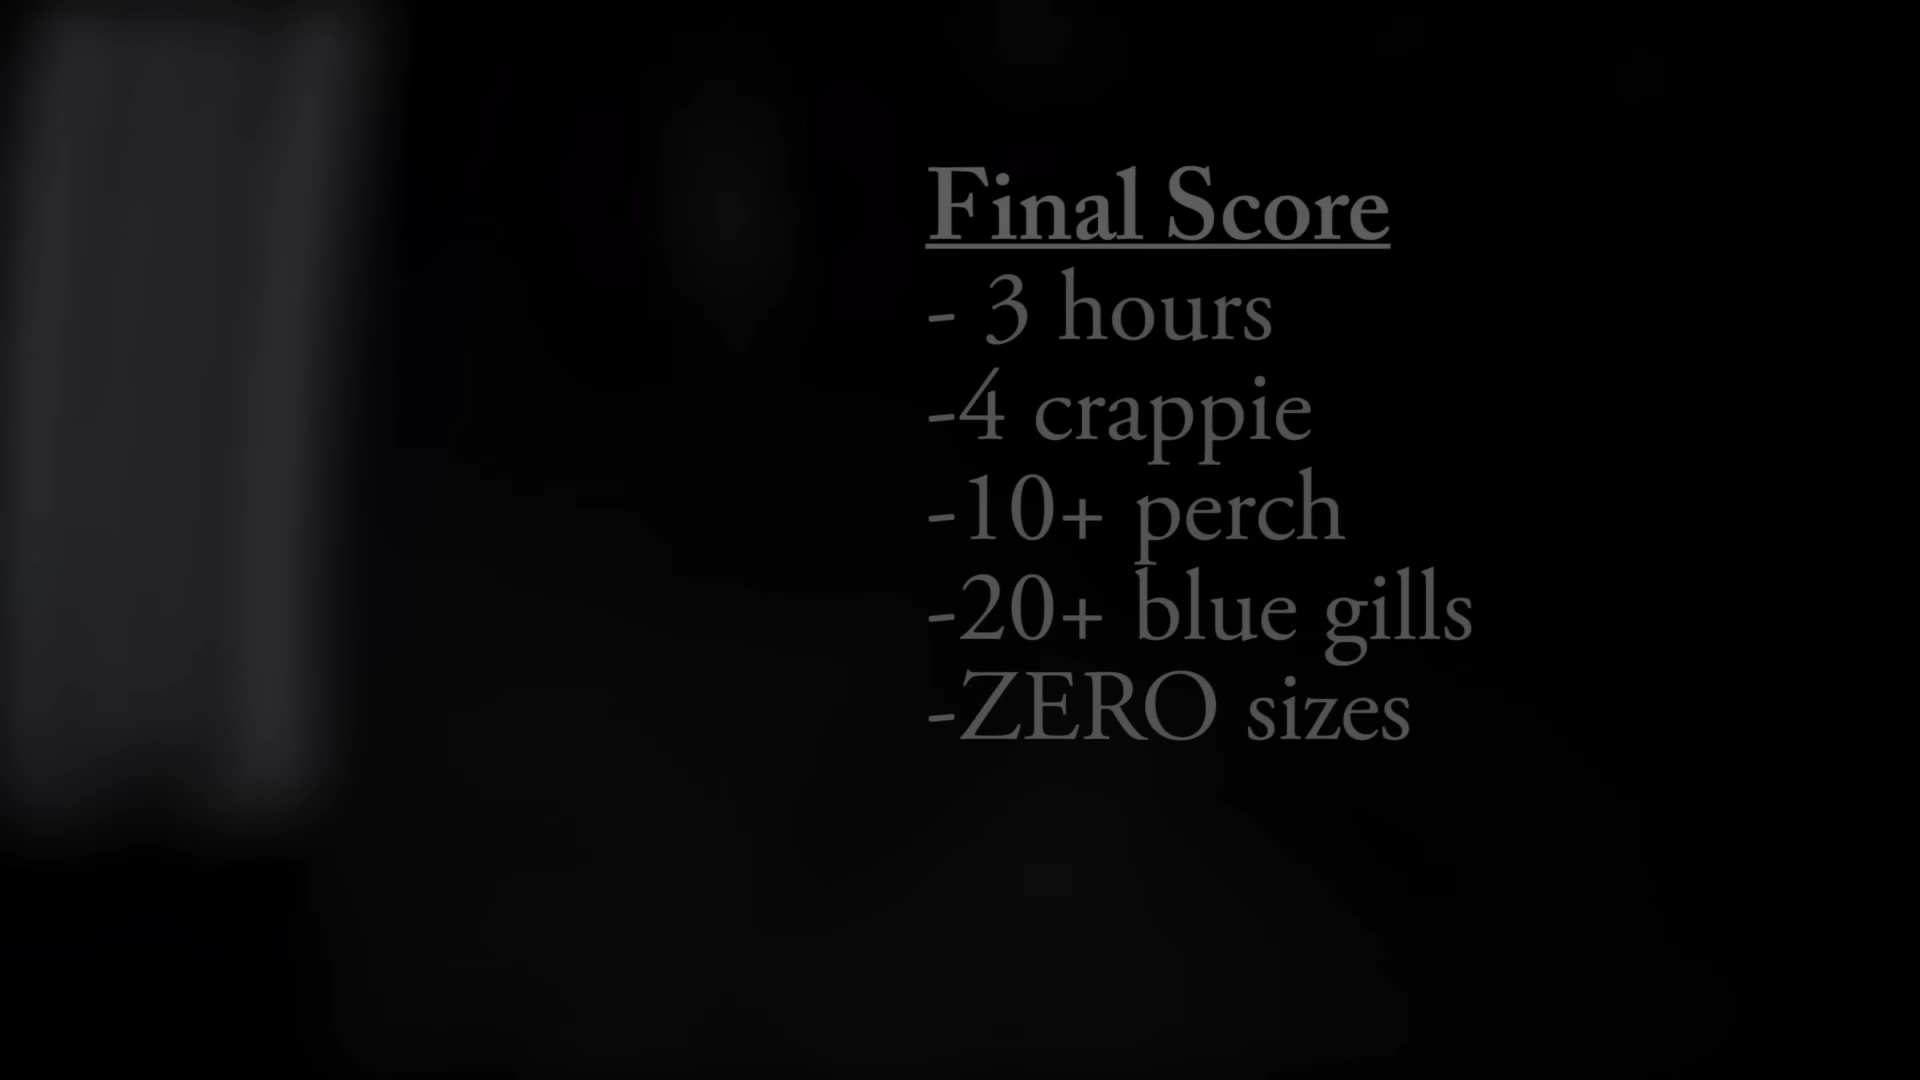 Final Score
- 3 hours
-4 crappie
-10+ perch
-20+ blue gills
-ZERO sizes